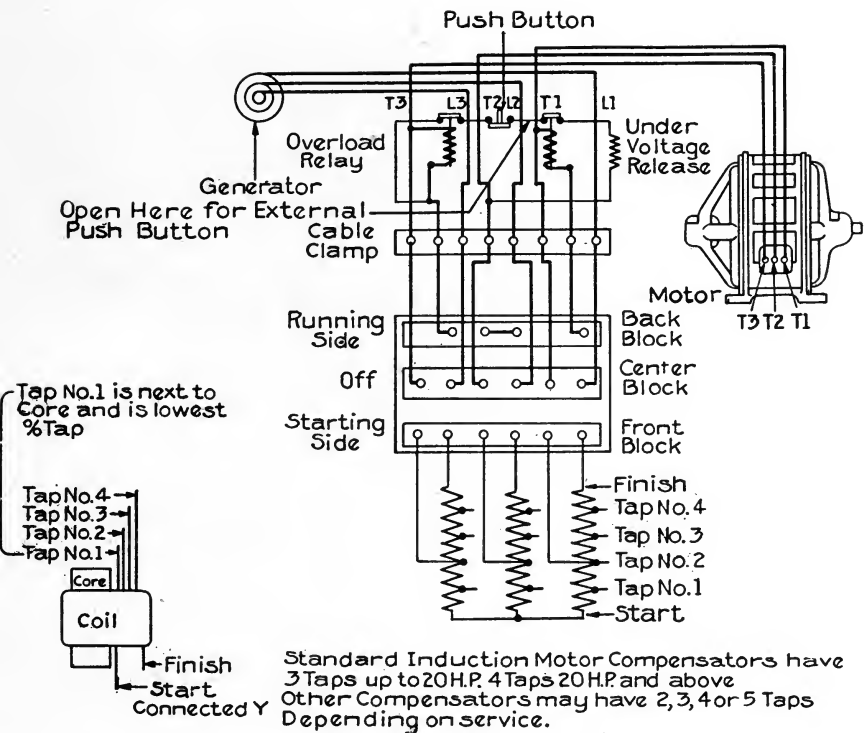 Push Button
T3 L3 T2 L2 T1 L1
Overload
Relay
Under
Voltage
Release
Generator
Open Here for External
Push Button
Cable
Clamp
Motor
T3 T2 T1
Running
Side
Back
Block
Off
Center
Block
Starting
Side
Front
Block
Tap No.1 is next to
Core and is lowest
%Tap
Tap No.4
Tap No.3
Tap No.2
Tap No.1
Core
Coil
Finish
Start
Connected Y
Finish
Tap No.4
Tap No.3
Tap No.2
Tap No.1
Start
Standard Induction Motor Compensators have
3 Taps up to 20 H.P. 4 Taps 20 H.P. and above
Other Compensators may have 2,3,4 or 5 Taps
Depending on service.